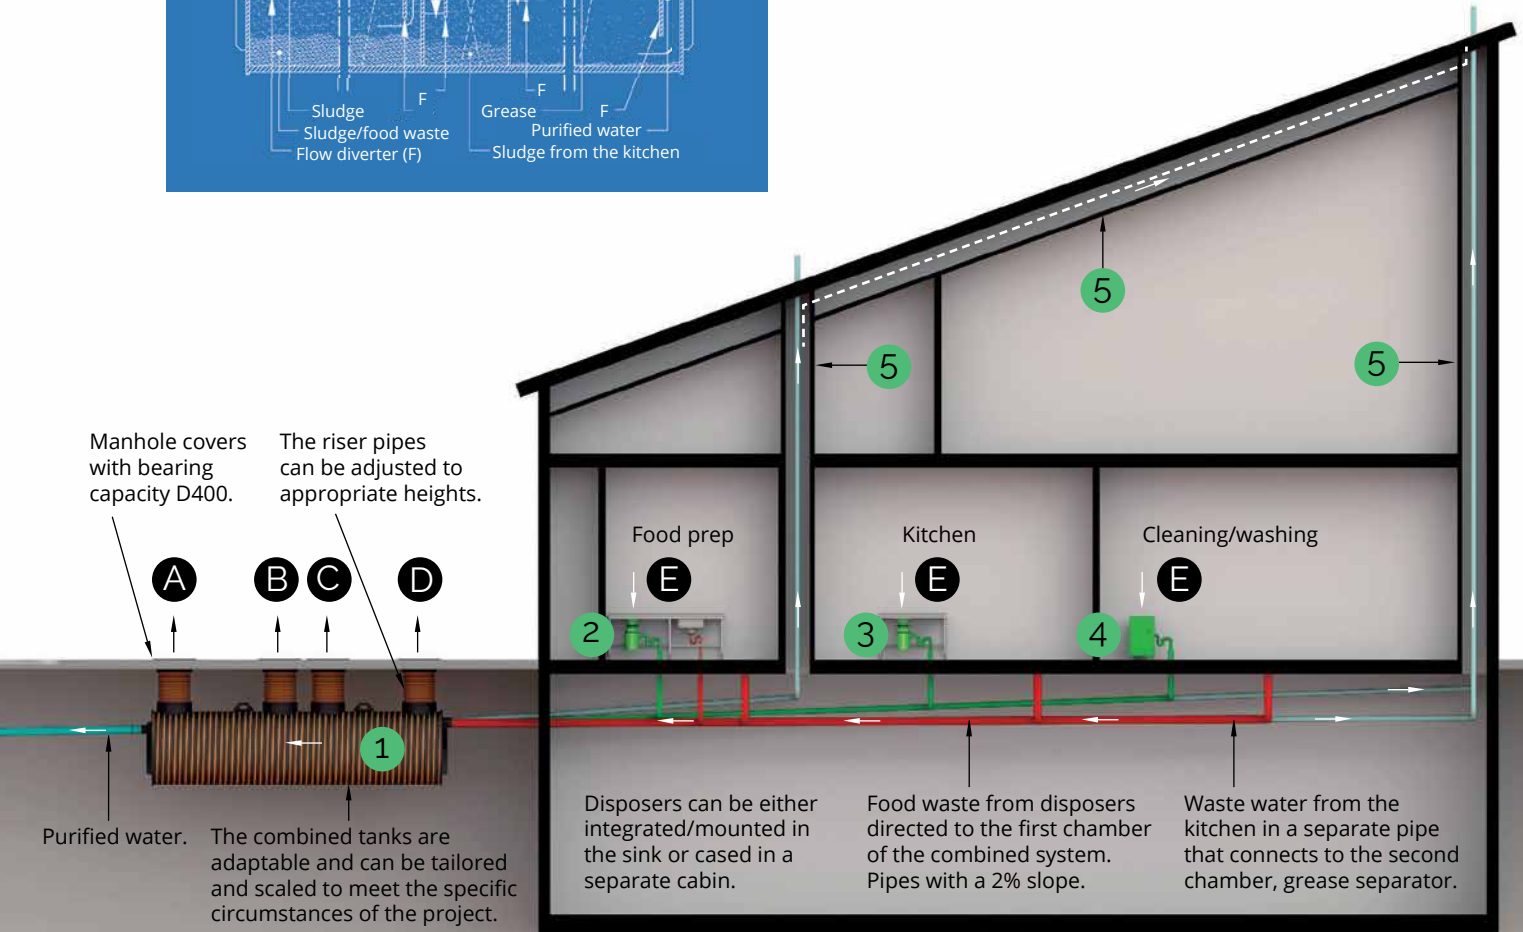 Sludge
F
Grease
F
F
Sludge/food waste
Purified water
Flow diverter (F)
Sludge from the kitchen
5
5
5
Manhole covers
with bearing
capacity D400.
The riser pipes
can be adjusted to
appropriate heights.
A
B
C
D
Food prep
E
2
Kitchen
E
3
Cleaning/washing
E
4
1
Purified water.
The combined tanks are
adaptable and can be tailored
and scaled to meet the specific
circumstances of the project.
Disposers can be either
integrated/mounted in
the sink or cased in a
separate cabin.
Food waste from disposers
directed to the first chamber
of the combined system.
Pipes with a 2% slope.
Waste water from the
kitchen in a separate pipe
that connects to the second
chamber, grease separator.